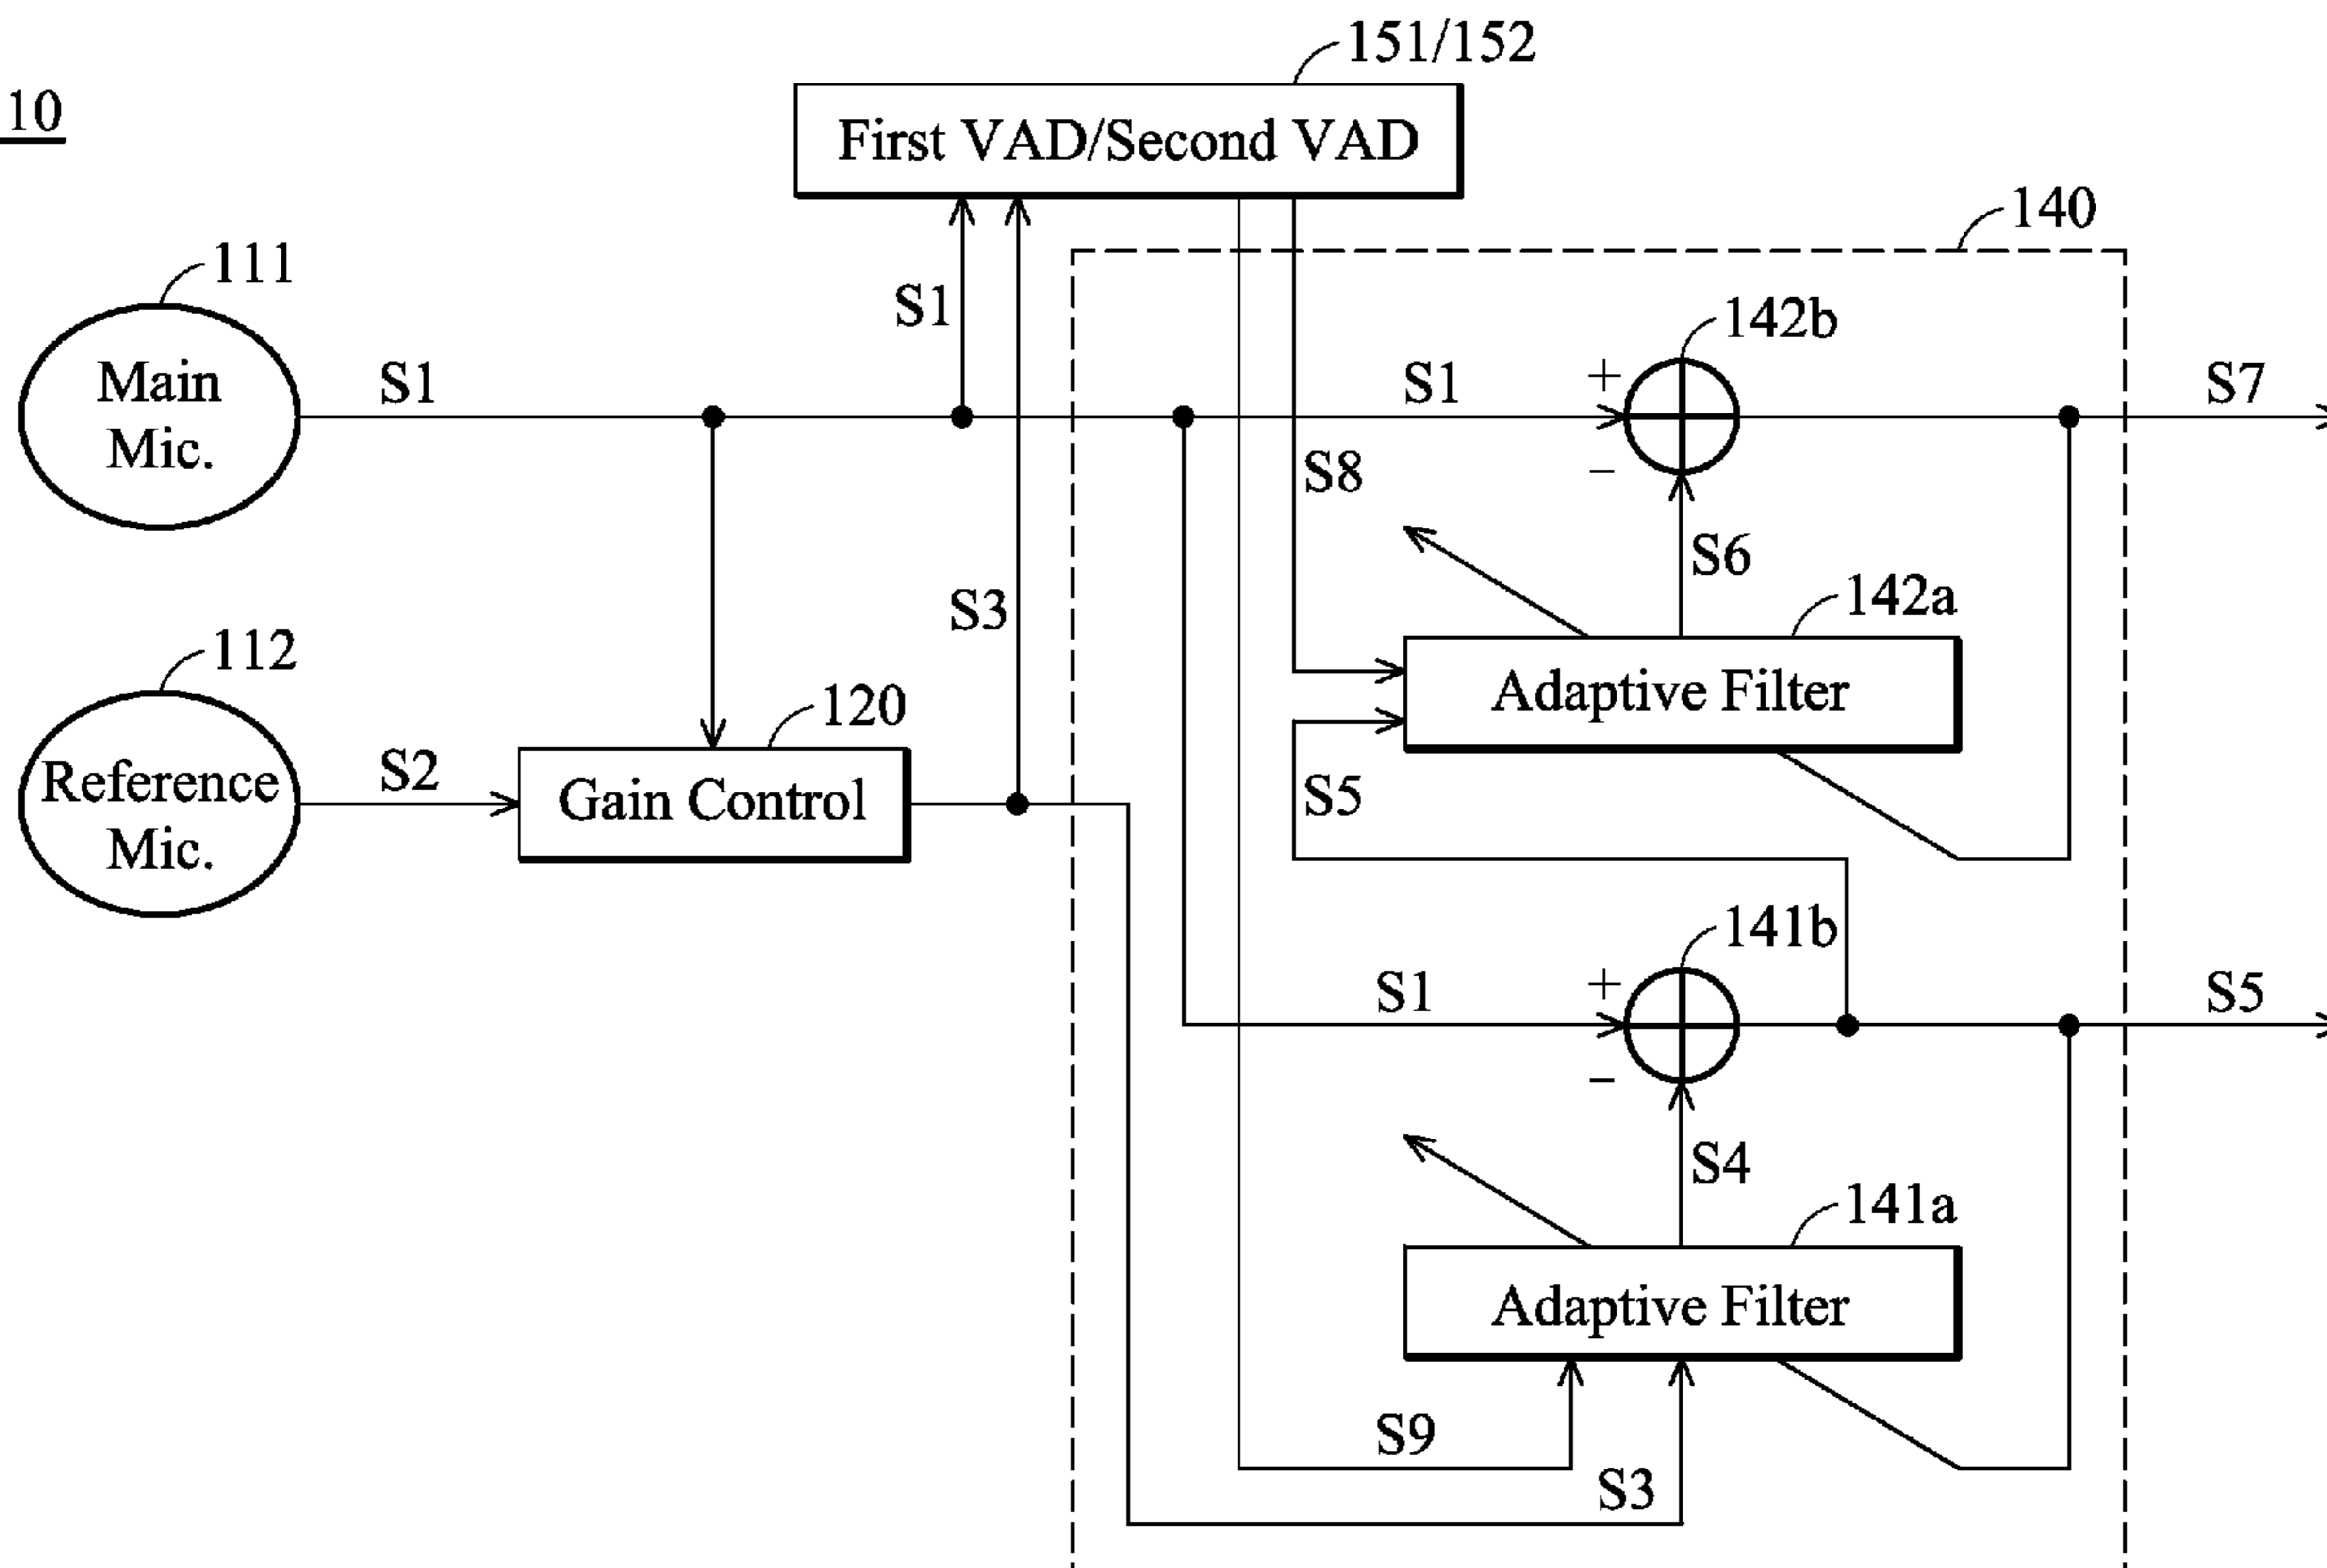 10
151/152
First VAD/Second VAD
140
111
Main
Mic.
S1
S1
S3
S8
S1
+
−
142b
S7
S6
142a
Adaptive Filter
112
Reference
Mic.
S2
120
Gain Control
S5
141b
S1
+
−
S5
S4
141a
Adaptive Filter
S9
S3